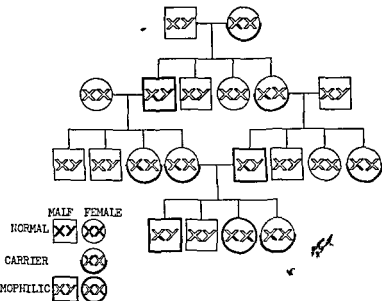 XY XX
XX XY XY XX XX XY
XY XY XX XX XY XY XX XX
XY XY XX XX
MALF FEMALE
NORMAL XY XX
CARRIER XX
MOPHILIC XY XX